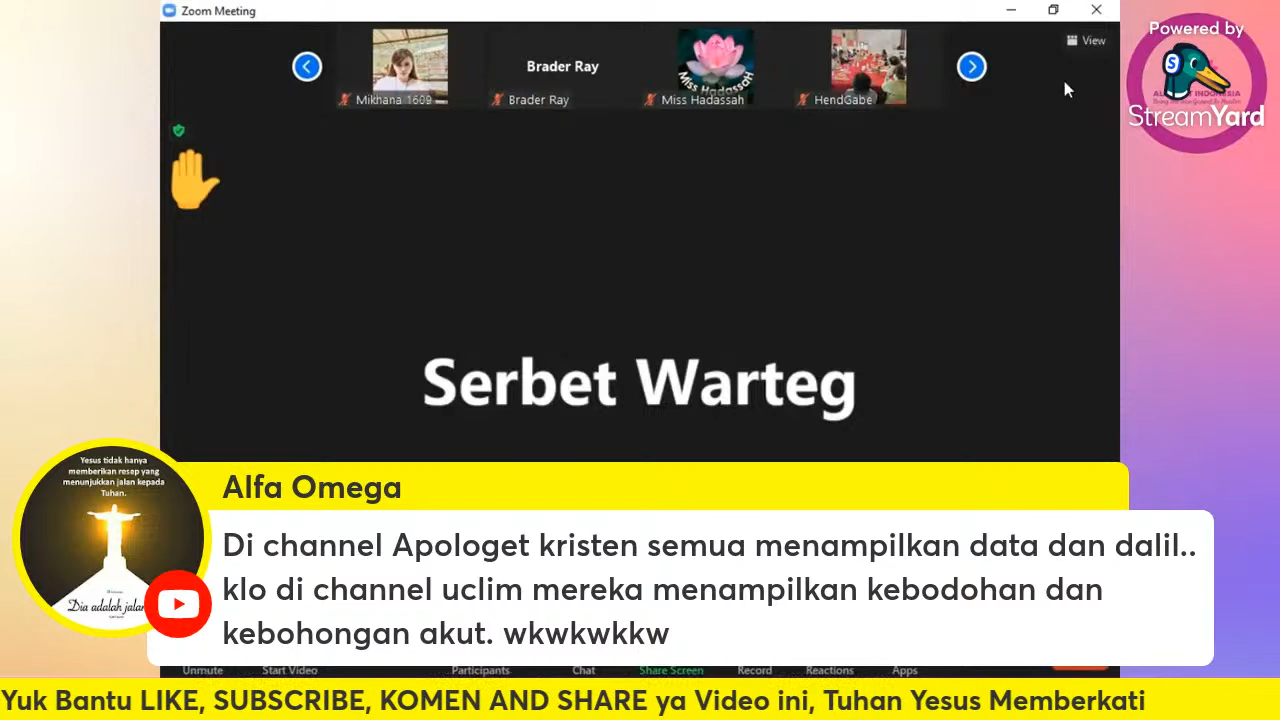 Zoom Meeting
View
Powered by
StreamYard
Brader Ray
Miss Hadassah
Mikhana 1609
Brader Ray
Miss Hadassah
HendGabe
Serbet Warteg
Yesus tidak hanya
memberikan resep yang
menunjukkan jalan kepada
Tuhan.
Dia adalah jalan
Alfa Omega
Di channel Apologet kristen semua menampilkan data dan dalil..
klo di channel uclim mereka menampilkan kebodohan dan
kebohongan akut. wkwkwkkw
Unmute
Start Video
Participants
Chat
Share Screen
Record
Reactions
Apps
Yuk Bantu LIKE, SUBSCRIBE, KOMEN AND SHARE ya Video ini, Tuhan Yesus Memberkati